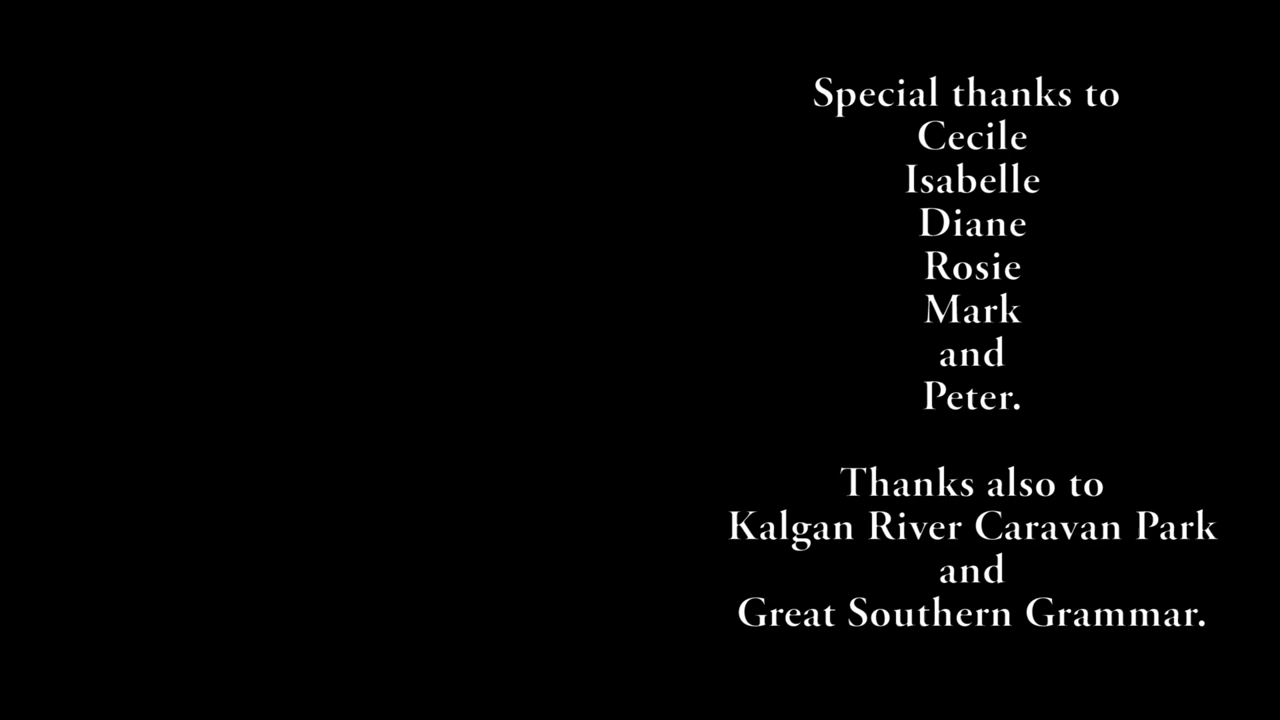 Special thanks to
Cecile
Isabelle
Diane
Rosie
Mark
and
Peter.
Thanks also to
Kalgan River Caravan Park
and
Great Southern Grammar.